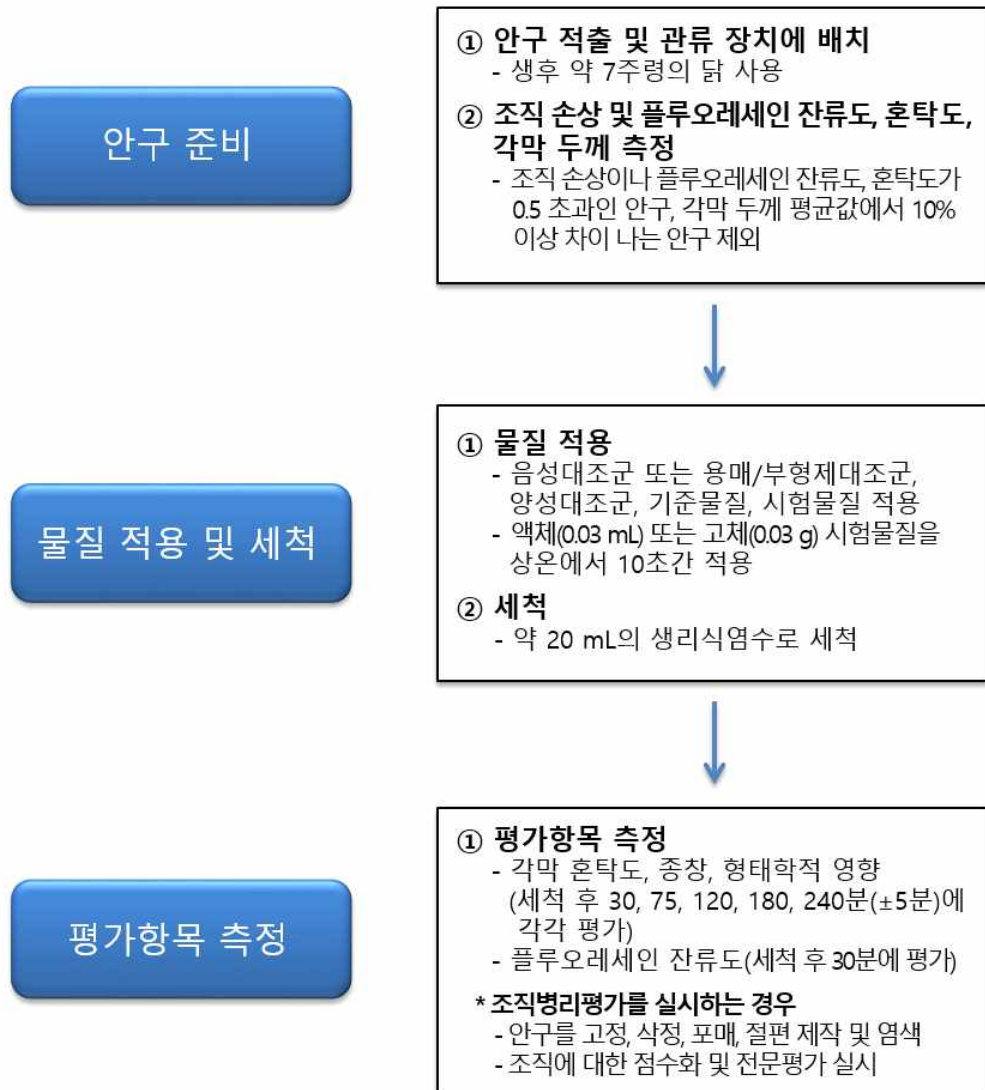 안구 준비
① 안구 적출 및 관류 장치에 배치
- 생후 약 7주령의 닭 사용
② 조직 손상 및 플루오레세인 잔류도, 혼탁도,
각막 두께 측정
- 조직 손상이나 플루오레세인 잔류도, 혼탁도가
0.5 초과인 안구, 각막 두께 평균값에서 10%
이상 차이 나는 안구 제외
물질 적용 및 세척
① 물질 적용
- 음성대조군 또는 용매/부형제대조군,
양성대조군, 기준물질, 시험물질 적용
- 액체(0.03 mL) 또는 고체(0.03 g) 시험물질을
상온에서 10초간 적용
② 세척
- 약 20 mL의 생리식염수로 세척
평가항목 측정
① 평가항목 측정
- 각막 혼탁도, 종창, 형태학적 영향
(세척 후 30, 75, 120, 180, 240분(±5분)에
각각 평가)
- 플루오레세인 잔류도(세척 후 30분에 평가)
* 조직병리평가를 실시하는 경우
- 안구를 고정, 삭정, 포매, 절편 제작 및 염색
- 조직에 대한 점수화 및 전문평가 실시